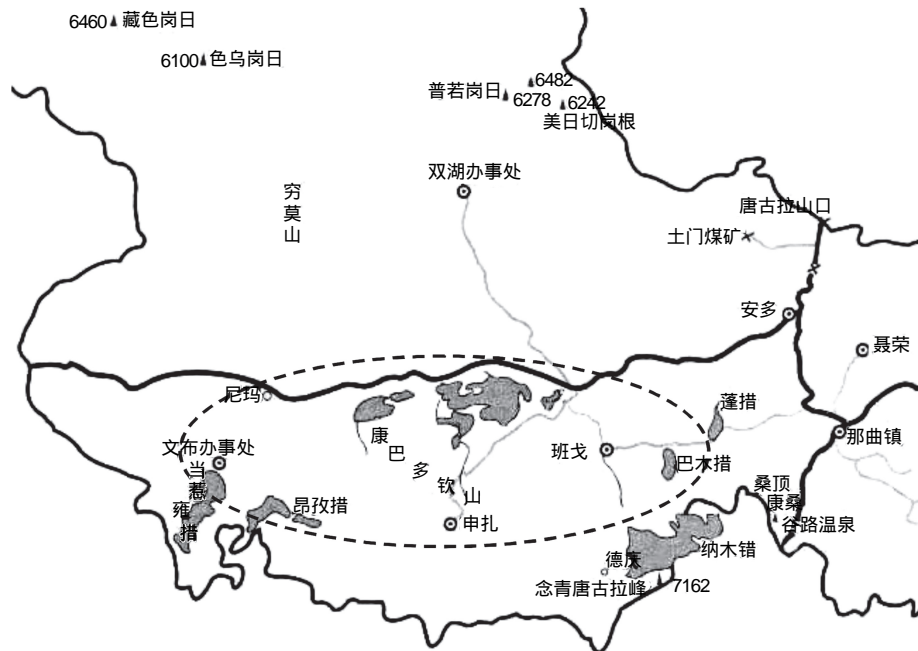 6460 藏色岗日
6100 色乌岗日
6482
普若岗日 6278 6242
美日切岗根
双湖办事处
穷莫山
唐古拉山口
土门煤矿
安多
聂荣
尼玛
蓬措
康巴多钦山
那曲镇
文布办事处
班戈
巴木措
当惹雍措
桑顶康桑
昂孜措
申扎
谷路温泉
纳木错
德庆
念青唐古拉峰 7162